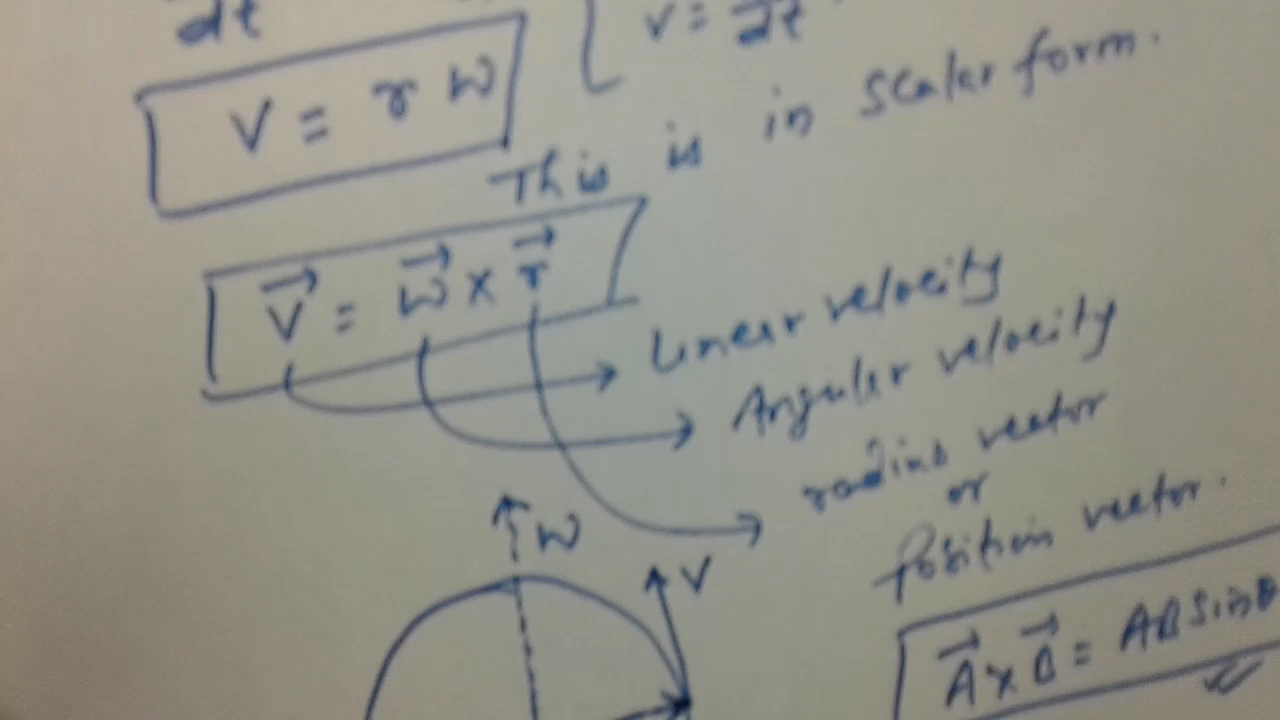 dt
v = dt
V = r w
This is in scalar form.
V⃗ = w⃗ × r⃗
Linear velocity
Angular velocity
radius vector
or
Position vector.
w
V
A⃗ × B⃗ = AB Sinθ